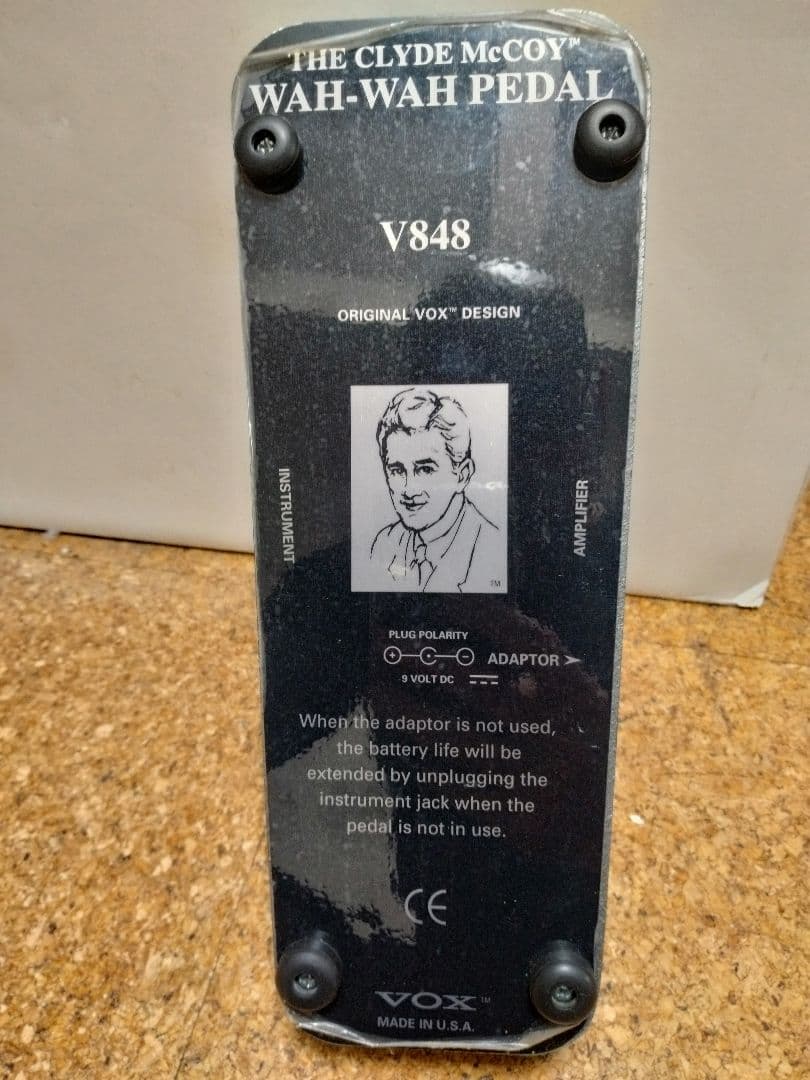 THE CLYDE McCOY™
WAH-WAH PEDAL
V848
ORIGINAL VOX™ DESIGN
INSTRUMENT
AMPLIFIER
TM
PLUG POLARITY
+ - ADAPTOR
9 VOLT DC
When the adaptor is not used,
the battery life will be
extended by unplugging the
instrument jack when the
pedal is not in use.
CE
VOX™
MADE IN U.S.A.